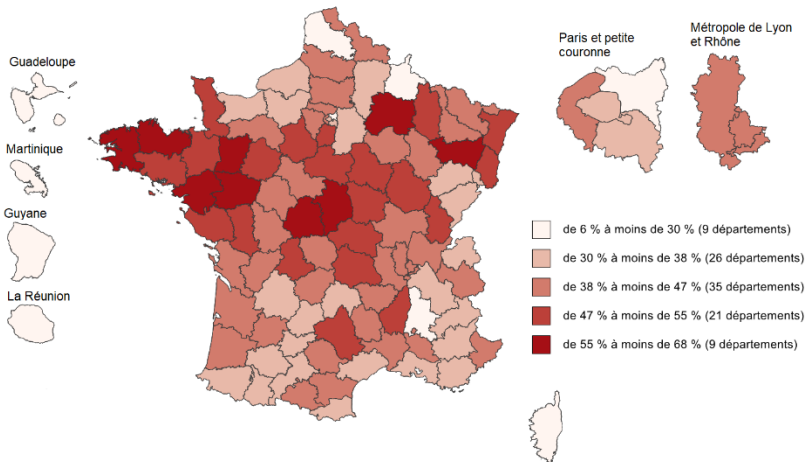 Guadeloupe
Martinique
Guyane
La Réunion
Paris et petite
couronne
Métropole de Lyon
et Rhône
de 6 % à moins de 30 % (9 départements)
de 30 % à moins de 38 % (26 départements)
de 38 % à moins de 47 % (35 départements)
de 47 % à moins de 55 % (21 départements)
de 55 % à moins de 68 % (9 départements)